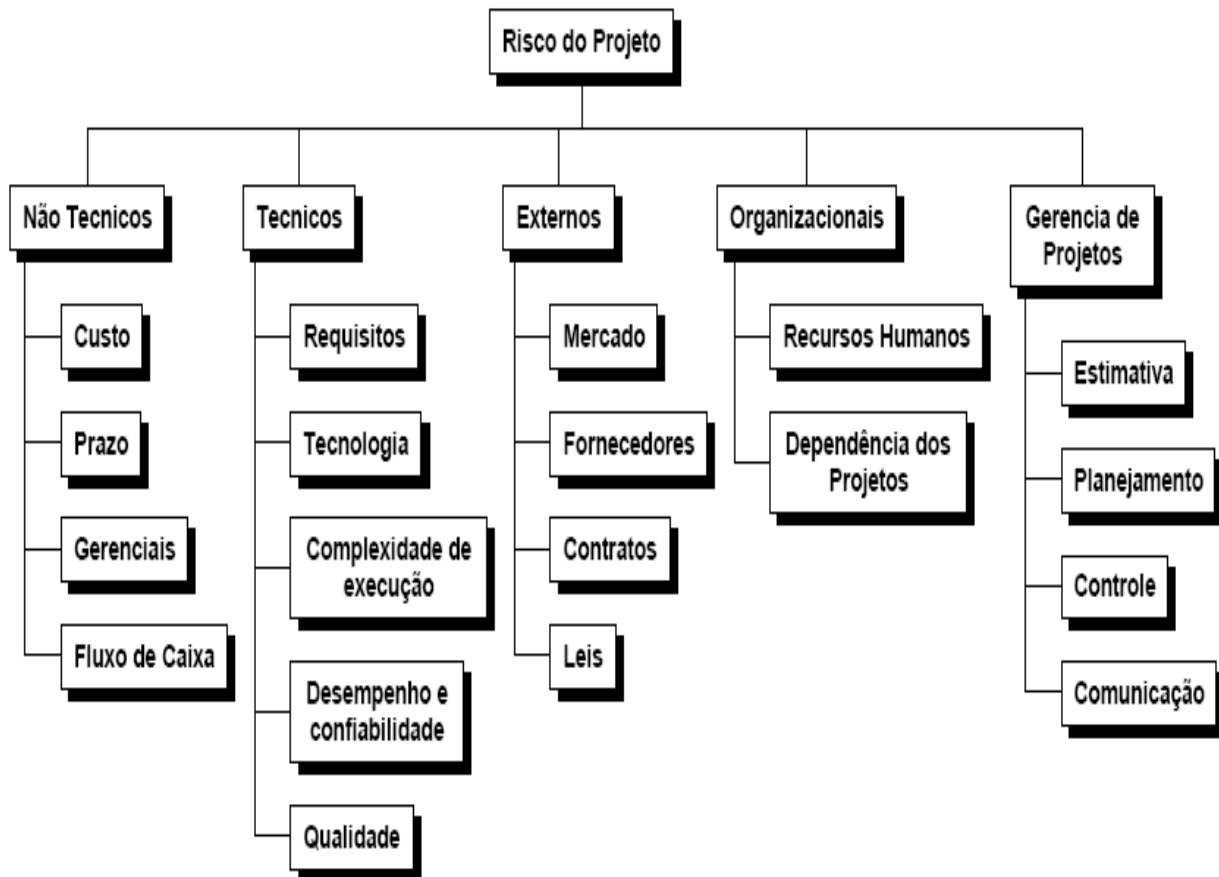 Risco do Projeto
Não Tecnicos
Custo
Prazo
Gerenciais
Fluxo de Caixa
Tecnicos
Requisitos
Tecnologia
Complexidade de
execução
Desempenho e
confiabilidade
Qualidade
Externos
Mercado
Fornecedores
Contratos
Leis
Organizacionais
Recursos Humanos
Dependência dos
Projetos
Gerencia de
Projetos
Estimativa
Planejamento
Controle
Comunicação